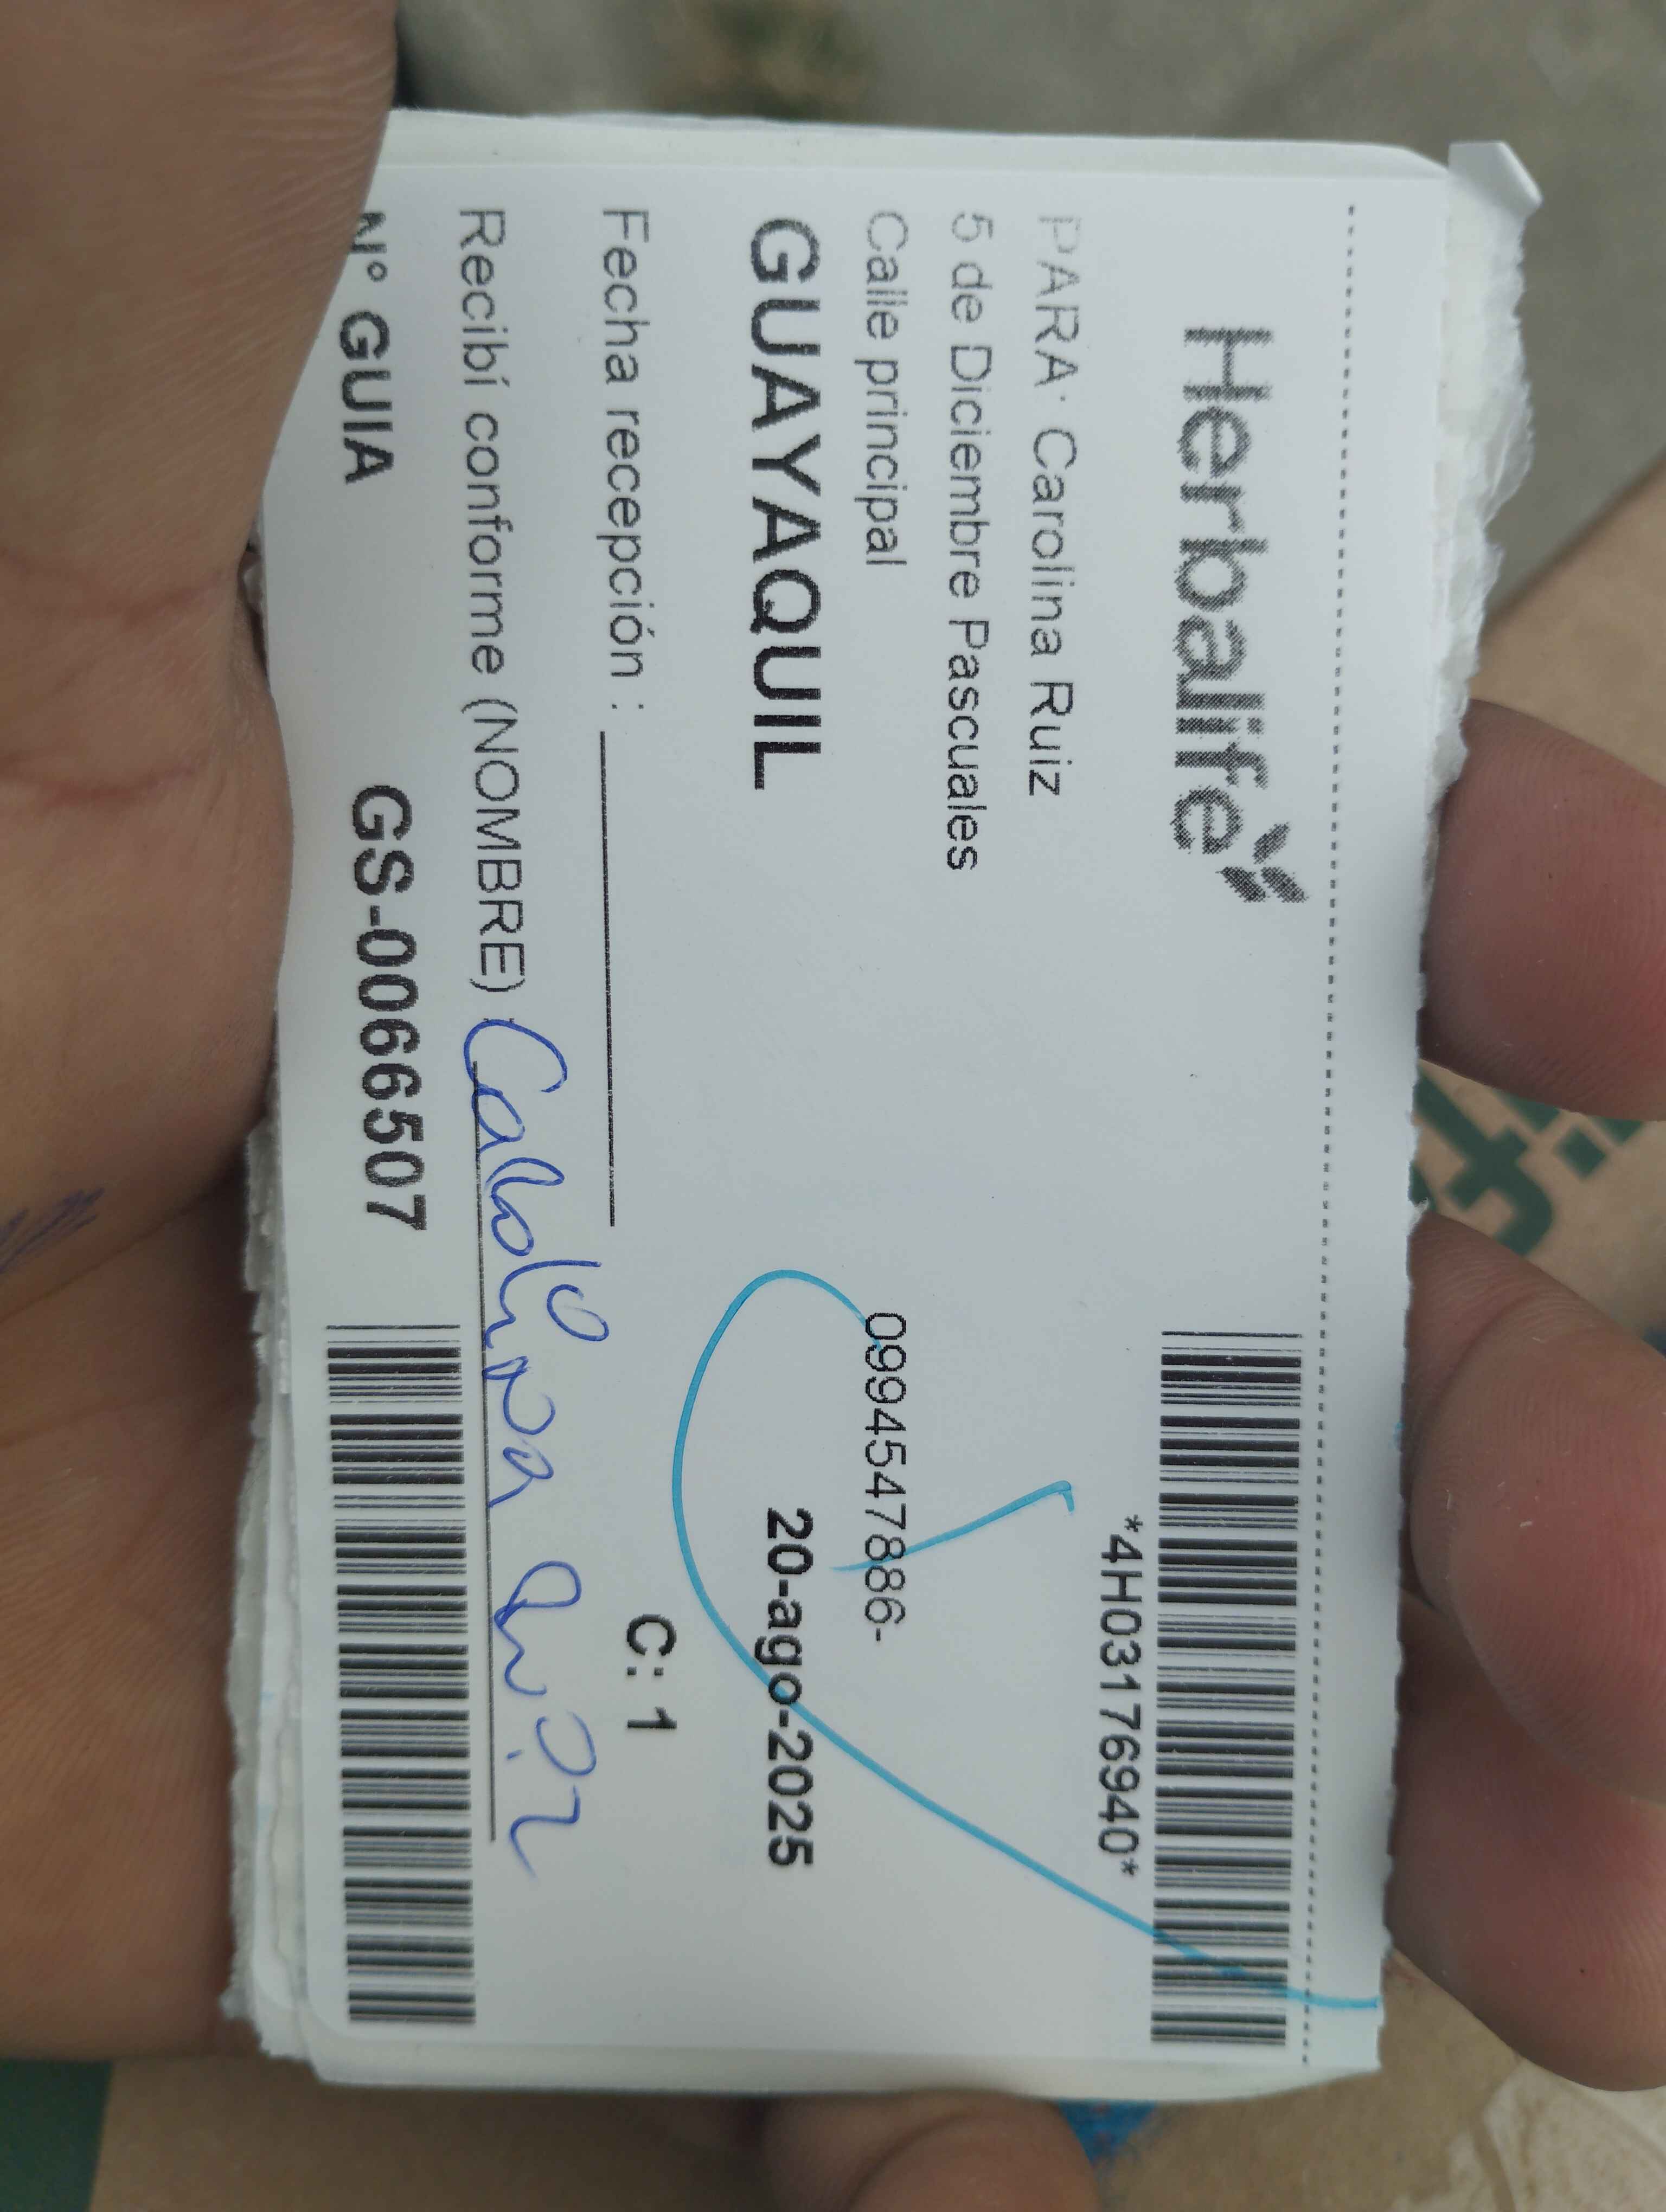 Herbalife
*4H03176940*
PARA: Carolina Ruiz
5 de Diciembre Pascuales
Calle principal 0994547886-
GUAYAQUIL 20-ago-2025
C: 1
Fecha recepción :
Recibí conforme (NOMBRE) Carolina Ruiz
N° GUIA GS-0066507